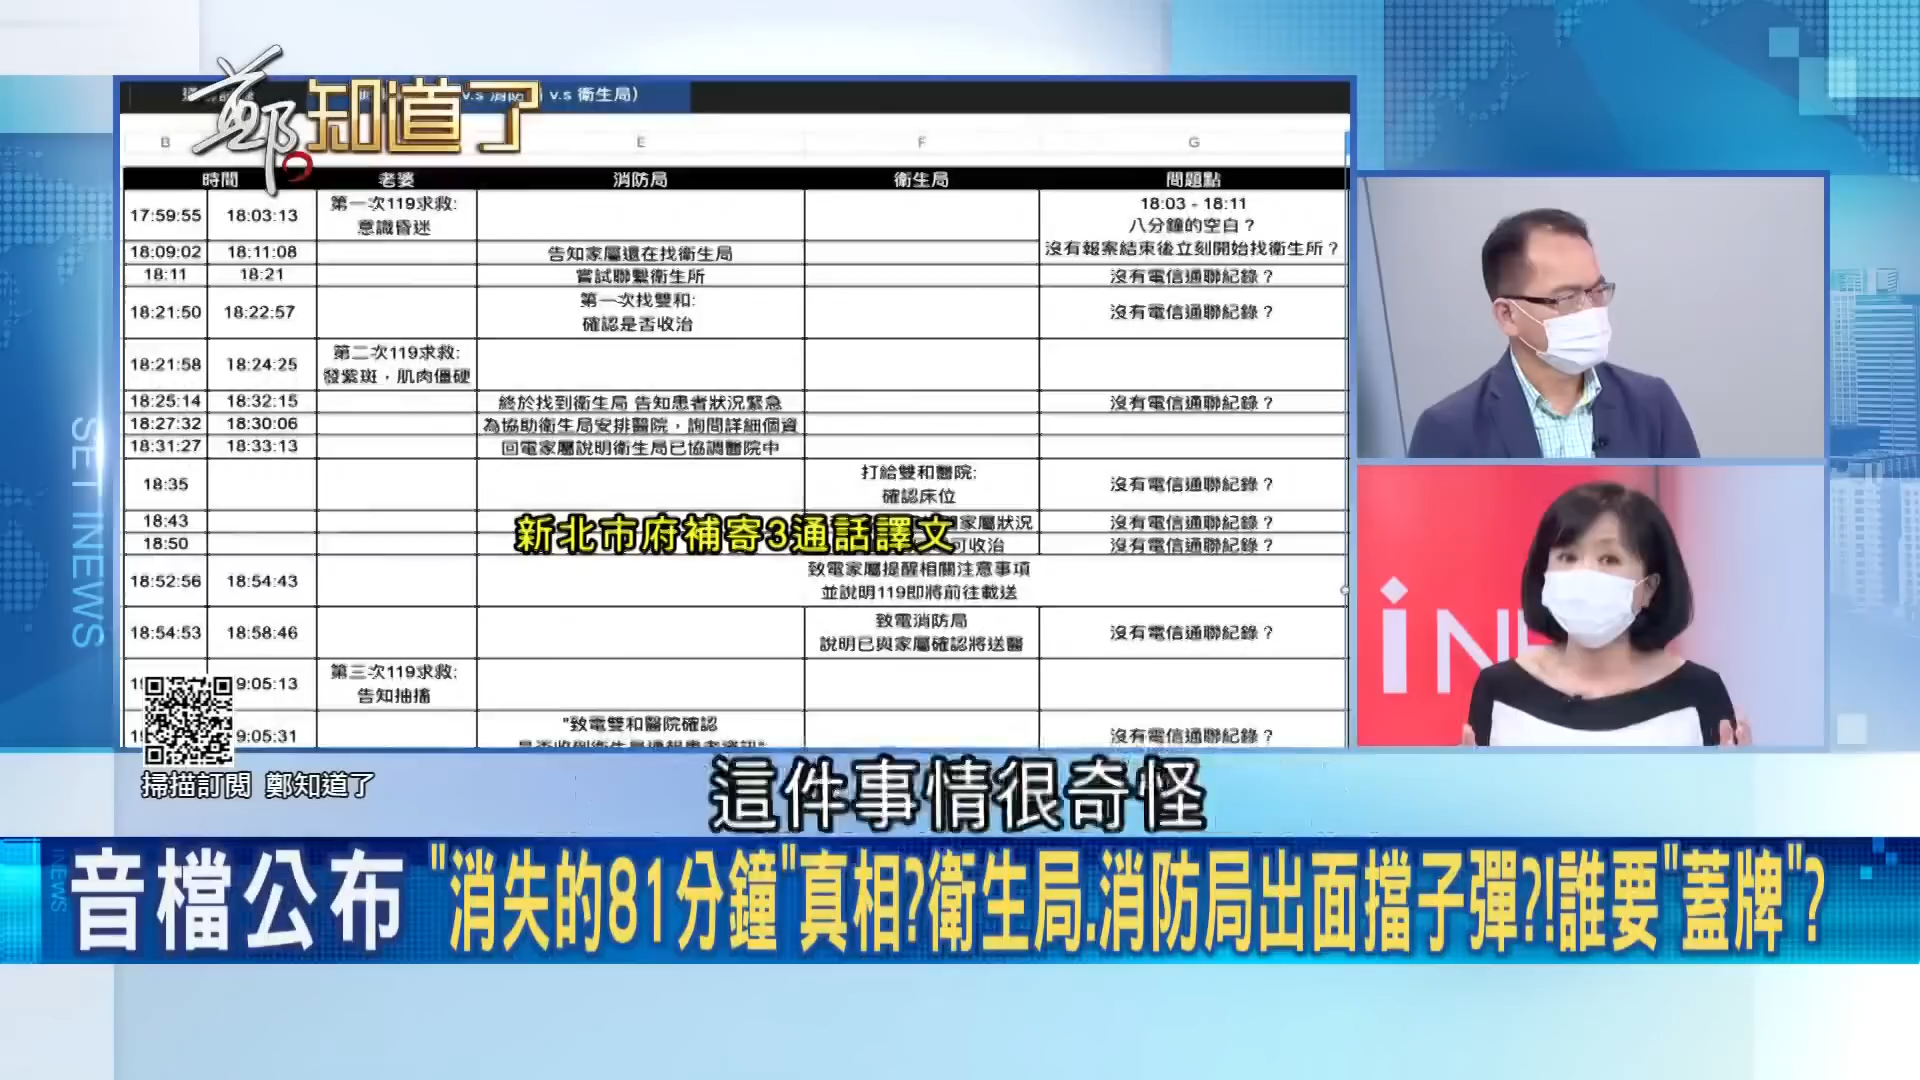 鄭知道了
v.s 衛生局)
B E F G
時間 老婆 消防局 衛生局 問題點
17:59:55 18:03:13 第一次119求救:
意識昏迷
18:03 - 18:11
八分鐘的空白？
沒有報案結束後立刻開始找衛生所？
18:09:02 18:11:08 告知家屬還在找衛生局
18:11 18:21 嘗試聯繫衛生所 沒有電信通聯紀錄？
18:21:50 18:22:57 第一次找雙和:
確認是否收治
沒有電信通聯紀錄？
18:21:58 18:24:25 第二次119求救:
發紫斑，肌肉僵硬
18:25:14 18:32:15 終於找到衛生局 告知患者狀況緊急 沒有電信通聯紀錄？
18:27:32 18:30:06 為協助衛生局安排醫院，詢問詳細個資
18:31:27 18:33:13 回電家屬說明衛生局已協調醫院中
18:35 打給雙和醫院:
確認床位
沒有電信通聯紀錄？
18:43 家屬狀況 沒有電信通聯紀錄？
新北市府補寄3通話譯文
18:50 可收治 沒有電信通聯紀錄？
18:52:56 18:54:43 致電家屬提醒相關注意事項
並說明119即將前往載送
18:54:53 18:58:46 致電消防局
說明已與家屬確認將送醫
沒有電信通聯紀錄？
9:05:13 第三次119求救:
告知抽搐
9:05:31 "致電雙和醫院確認
沒有電信通聯紀錄？
SET iNEWS
iN
掃描訂閱 鄭知道了
這件事情很奇怪
iNEWS
音檔公布 "消失的81分鐘"真相?衛生局.消防局出面擋子彈?!誰要"蓋牌"?